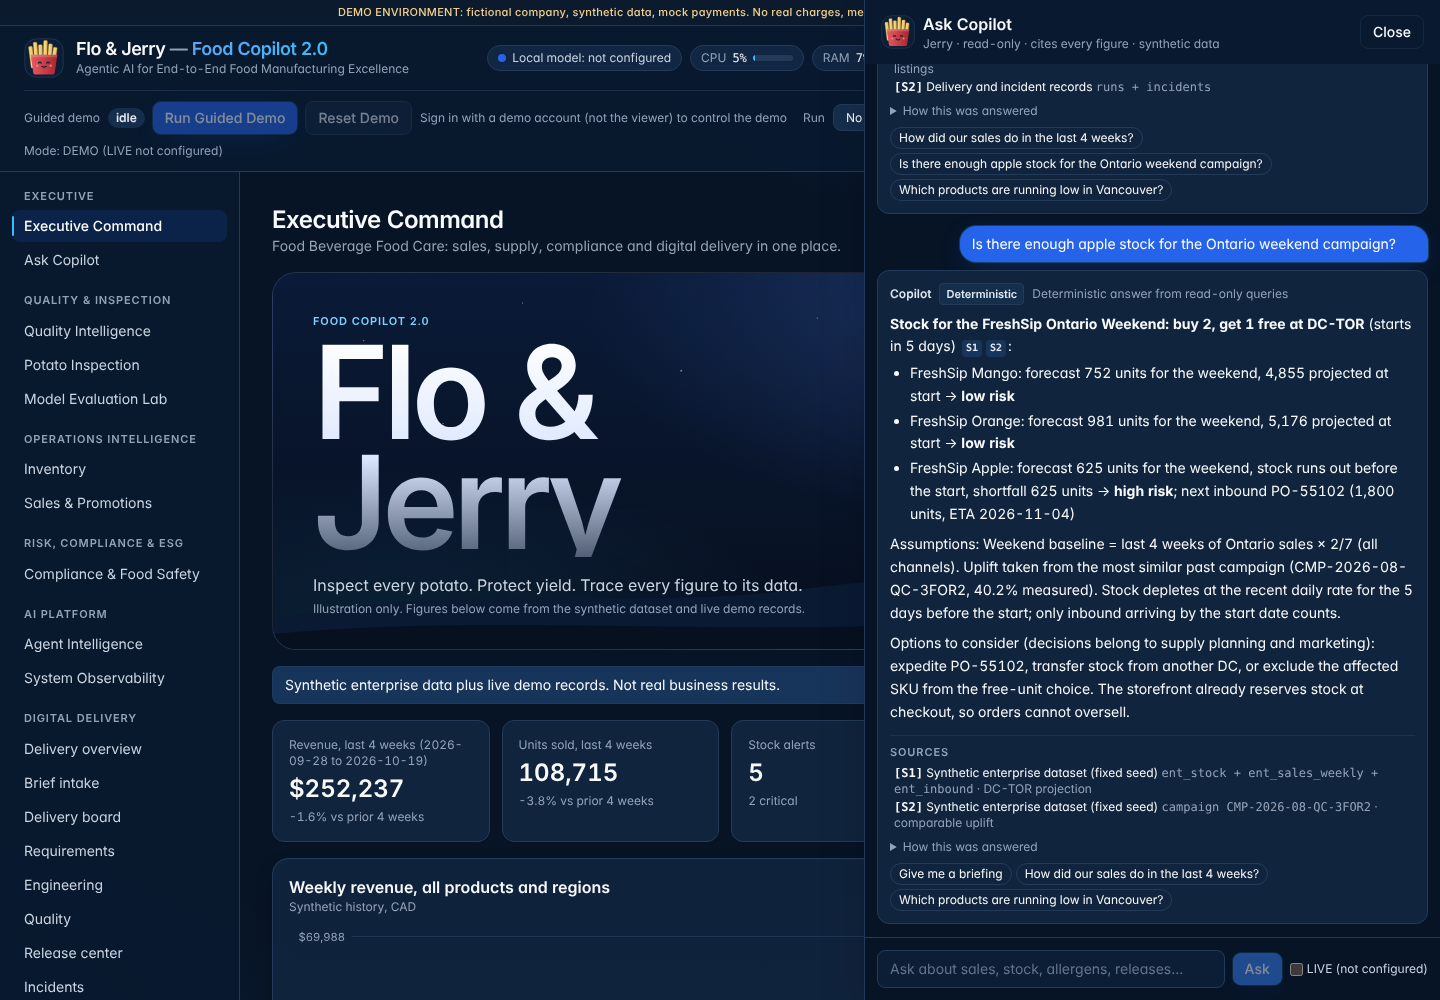 DEMO ENVIRONMENT: fictional company, synthetic data, mock payments. No real charges, me
Flo & Jerry — Food Copilot 2.0
Agentic AI for End-to-End Food Manufacturing Excellence
Local model: not configured
CPU 5%
RAM 7%
Guided demo
idle
Run Guided Demo
Reset Demo
Sign in with a demo account (not the viewer) to control the demo
Run
No
Mode: DEMO (LIVE not configured)
EXECUTIVE
Executive Command
Ask Copilot
QUALITY & INSPECTION
Quality Intelligence
Potato Inspection
Model Evaluation Lab
OPERATIONS INTELLIGENCE
Inventory
Sales & Promotions
RISK, COMPLIANCE & ESG
Compliance & Food Safety
AI PLATFORM
Agent Intelligence
System Observability
DIGITAL DELIVERY
Delivery overview
Brief intake
Delivery board
Requirements
Engineering
Quality
Release center
Incidents
Executive Command
Food Beverage Food Care: sales, supply, compliance and digital delivery in one place.
FOOD COPILOT 2.0
Flo &
Jerry
Inspect every potato. Protect yield. Trace every figure to its data.
Illustration only. Figures below come from the synthetic dataset and live demo records.
Synthetic enterprise data plus live demo records. Not real business results.
Revenue, last 4 weeks (2026-
09-28 to 2026-10-19)
$252,237
-1.6% vs prior 4 weeks
Units sold, last 4 weeks
108,715
-3.8% vs prior 4 weeks
Stock alerts
5
2 critical
Weekly revenue, all products and regions
Synthetic history, CAD
$69,988
Ask Copilot
Jerry · read-only · cites every figure · synthetic data
Close
listings
[S2] Delivery and incident records runs + incidents
▶ How this was answered
How did our sales do in the last 4 weeks?
Is there enough apple stock for the Ontario weekend campaign?
Which products are running low in Vancouver?
Is there enough apple stock for the Ontario weekend campaign?
Copilot Deterministic Deterministic answer from read-only queries
Stock for the FreshSip Ontario Weekend: buy 2, get 1 free at DC-TOR (starts
in 5 days) S1 S2 :
• FreshSip Mango: forecast 752 units for the weekend, 4,855 projected at
start → low risk
• FreshSip Orange: forecast 981 units for the weekend, 5,176 projected at
start → low risk
• FreshSip Apple: forecast 625 units for the weekend, stock runs out before
the start, shortfall 625 units → high risk; next inbound PO-55102 (1,800
units, ETA 2026-11-04)
Assumptions: Weekend baseline = last 4 weeks of Ontario sales × 2/7 (all
channels). Uplift taken from the most similar past campaign (CMP-2026-08-
QC-3FOR2, 40.2% measured). Stock depletes at the recent daily rate for the 5
days before the start; only inbound arriving by the start date counts.
Options to consider (decisions belong to supply planning and marketing):
expedite PO-55102, transfer stock from another DC, or exclude the affected
SKU from the free-unit choice. The storefront already reserves stock at
checkout, so orders cannot oversell.
SOURCES
[S1] Synthetic enterprise dataset (fixed seed) ent_stock + ent_sales_weekly +
ent_inbound · DC-TOR projection
[S2] Synthetic enterprise dataset (fixed seed) campaign CMP-2026-08-QC-3FOR2 ·
comparable uplift
▶ How this was answered
Give me a briefing
How did our sales do in the last 4 weeks?
Which products are running low in Vancouver?
Ask about sales, stock, allergens, releases...
Ask
LIVE (not configured)